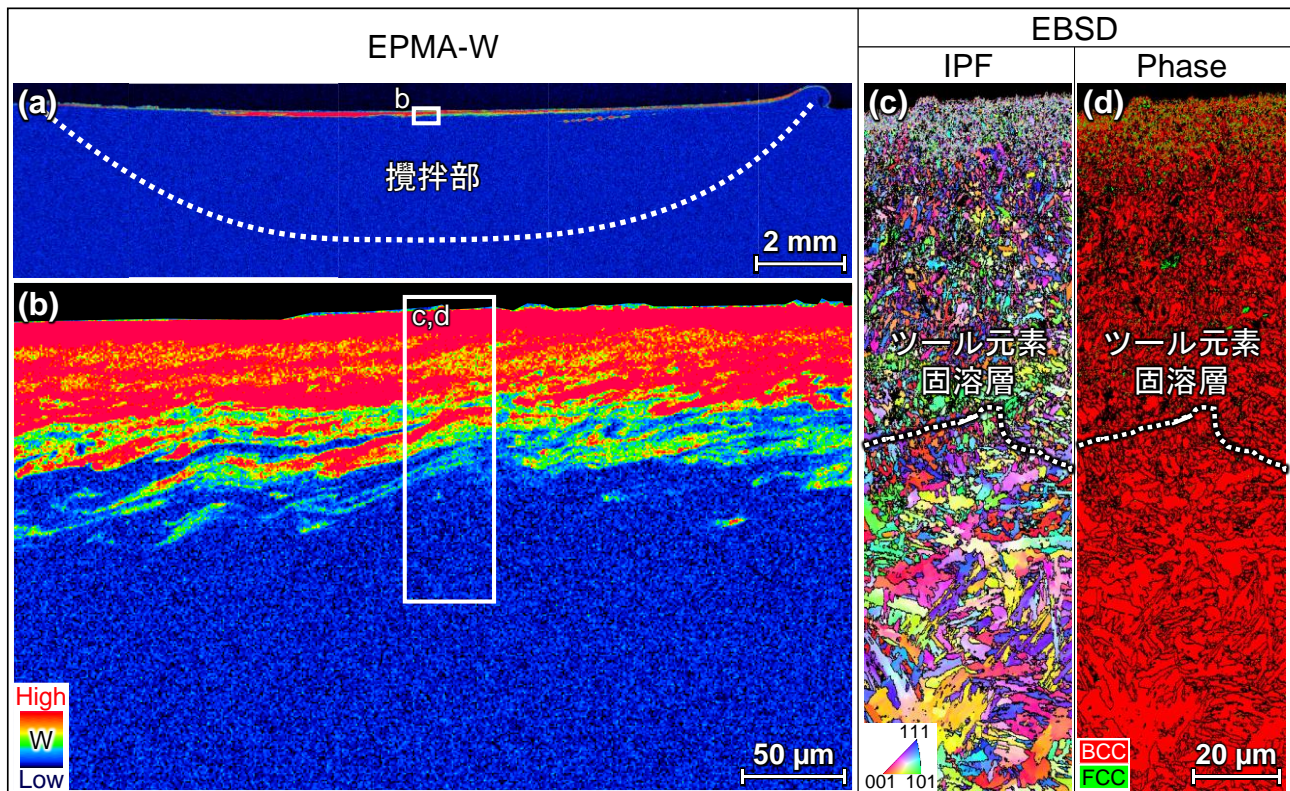 EPMA-W
EBSD
IPF
Phase
(a)
b
攪拌部
2 mm
(b)
c,d
High
W
Low
50 µm
(c)
ツール元素
固溶層
111
001
101
(d)
ツール元素
固溶層
BCC
FCC
20 µm